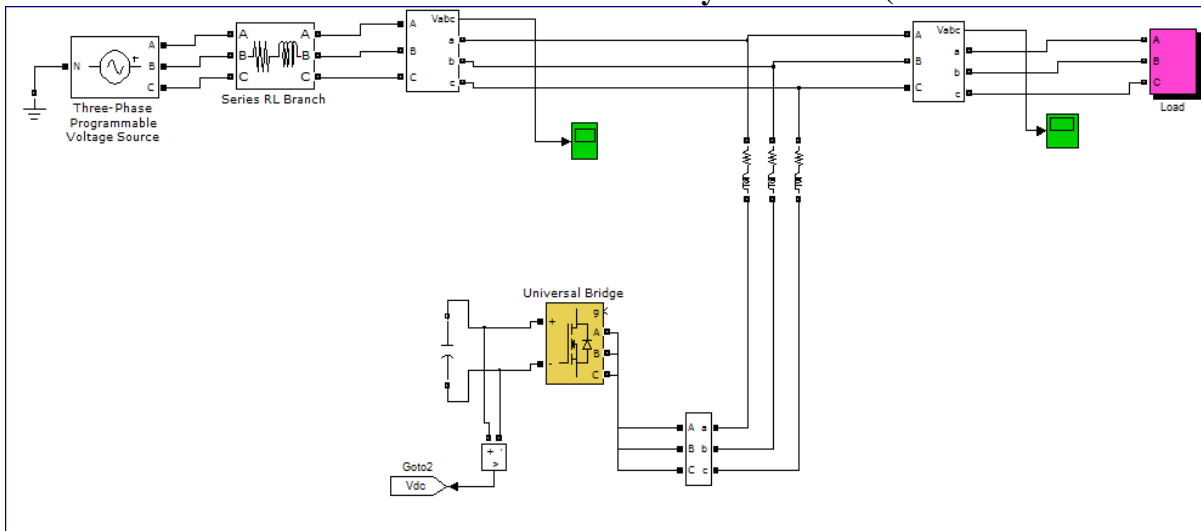 N
A
B
C
Three-Phase
Programmable
Voltage Source
A A
B B
C C
Series RL Branch
Vabc
A a
B b
C c
Vabc
A a
B b
C c
A
B
C
Load
Universal Bridge
g
+ A
B
- C
A a
B b
C c
+ -
v
Goto2
Vdc